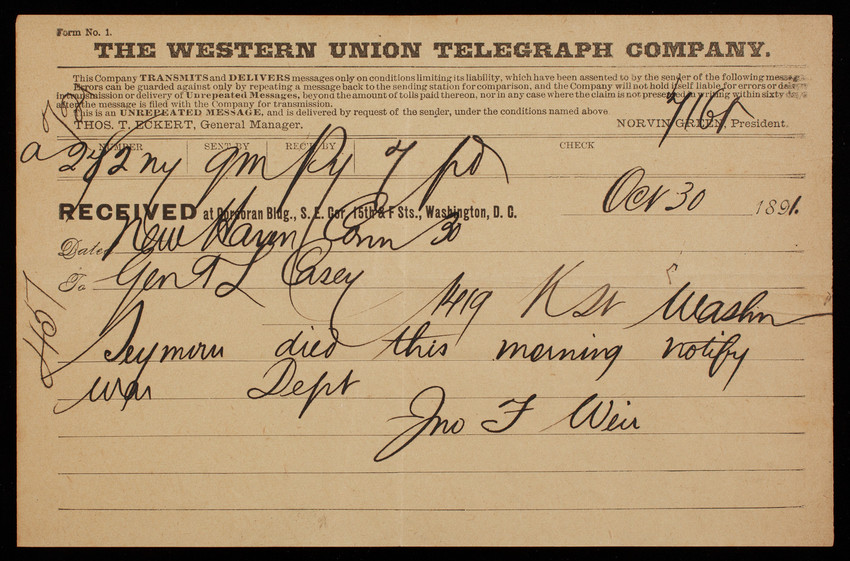 Form No. 1.
THE WESTERN UNION TELEGRAPH COMPANY.
This Company TRANSMITS and DELIVERS messages only on conditions limiting its liability, which have been assented to by the sender of the following message.
Errors can be guarded against only by repeating a message back to the sending station for comparison, and the Company will not hold itself liable for errors or delays
in transmission or delivery of Unrepeated Messages, beyond the amount of tolls paid thereon, nor in any case where the claim is not presented in writing within sixty days
after the message is filed with the Company for transmission.
This is an UNREPEATED MESSAGE, and is delivered by request of the sender, under the conditions named above.
THOS. T. ECKERT, General Manager. NORVIN GREEN, President.
NUMBER SENT BY REC'D BY CHECK
a 282 ny gm Ry 7 pd
RECEIVED at Corcoran Bldg., S. E. Cor. 15th & F Sts., Washington, D. C. Oct 30 1891.
Dated New Haven Conn 30
To Gen T L Casey
1419 K St Washn
Seymour died this morning notify
War Dept
Jno F Weir
457